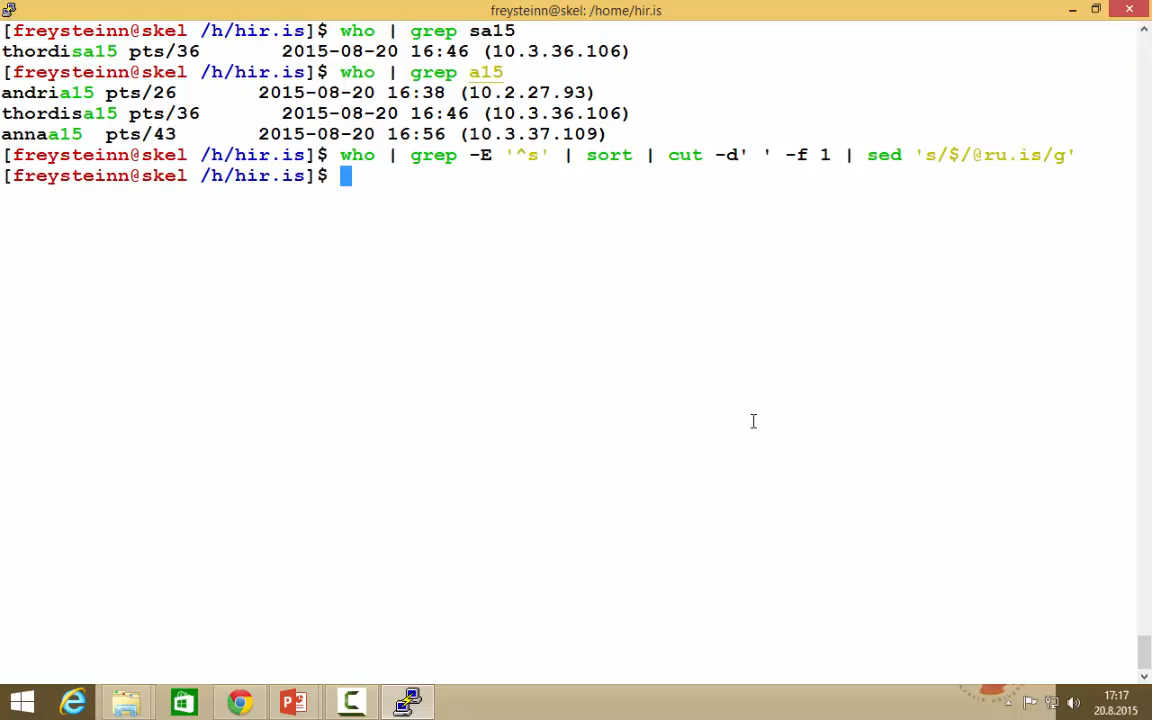 freysteinn@skel: /home/hir.is
[freysteinn@skel /h/hir.is]$ who | grep sa15
thordisa15 pts/36       2015-08-20 16:46 (10.3.36.106)
[freysteinn@skel /h/hir.is]$ who | grep a15
andria15 pts/26       2015-08-20 16:38 (10.2.27.93)
thordisa15 pts/36       2015-08-20 16:46 (10.3.36.106)
annaa15  pts/43       2015-08-20 16:56 (10.3.37.109)
[freysteinn@skel /h/hir.is]$ who | grep -E '^s' | sort | cut -d' ' -f 1 | sed 's/$/@ru.is/g'
[freysteinn@skel /h/hir.is]$
17:17
20.8.2015